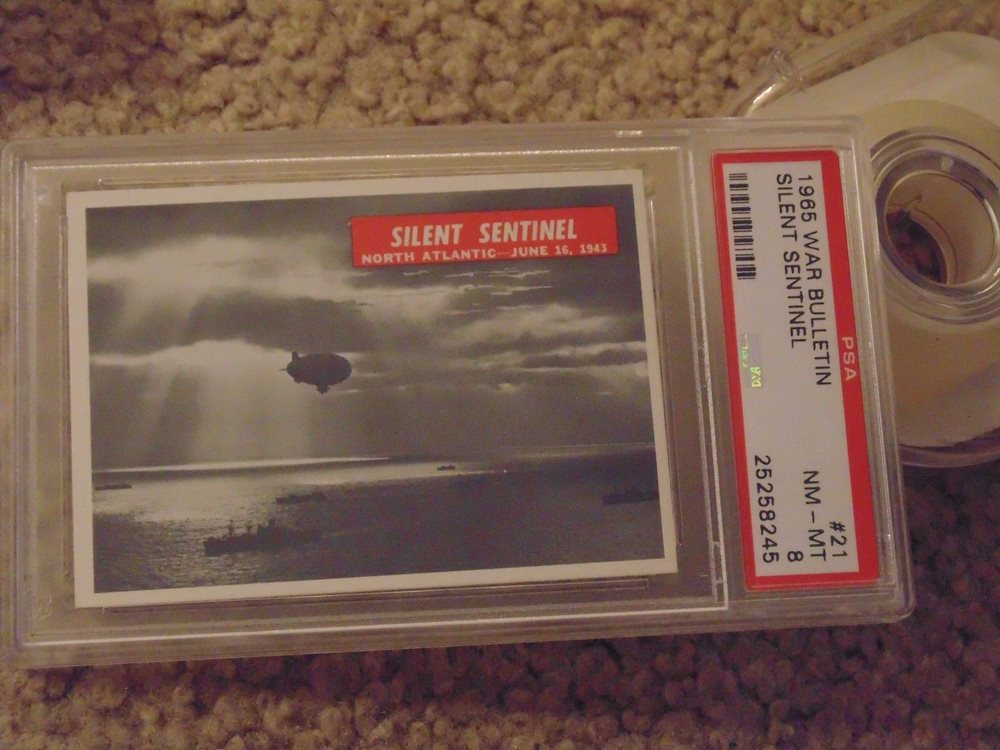 SILENT SENTINEL
NORTH ATLANTIC—JUNE 16, 1943
PSA
1965 WAR BULLETIN #21
SILENT SENTINEL NM – MT
8
25258245